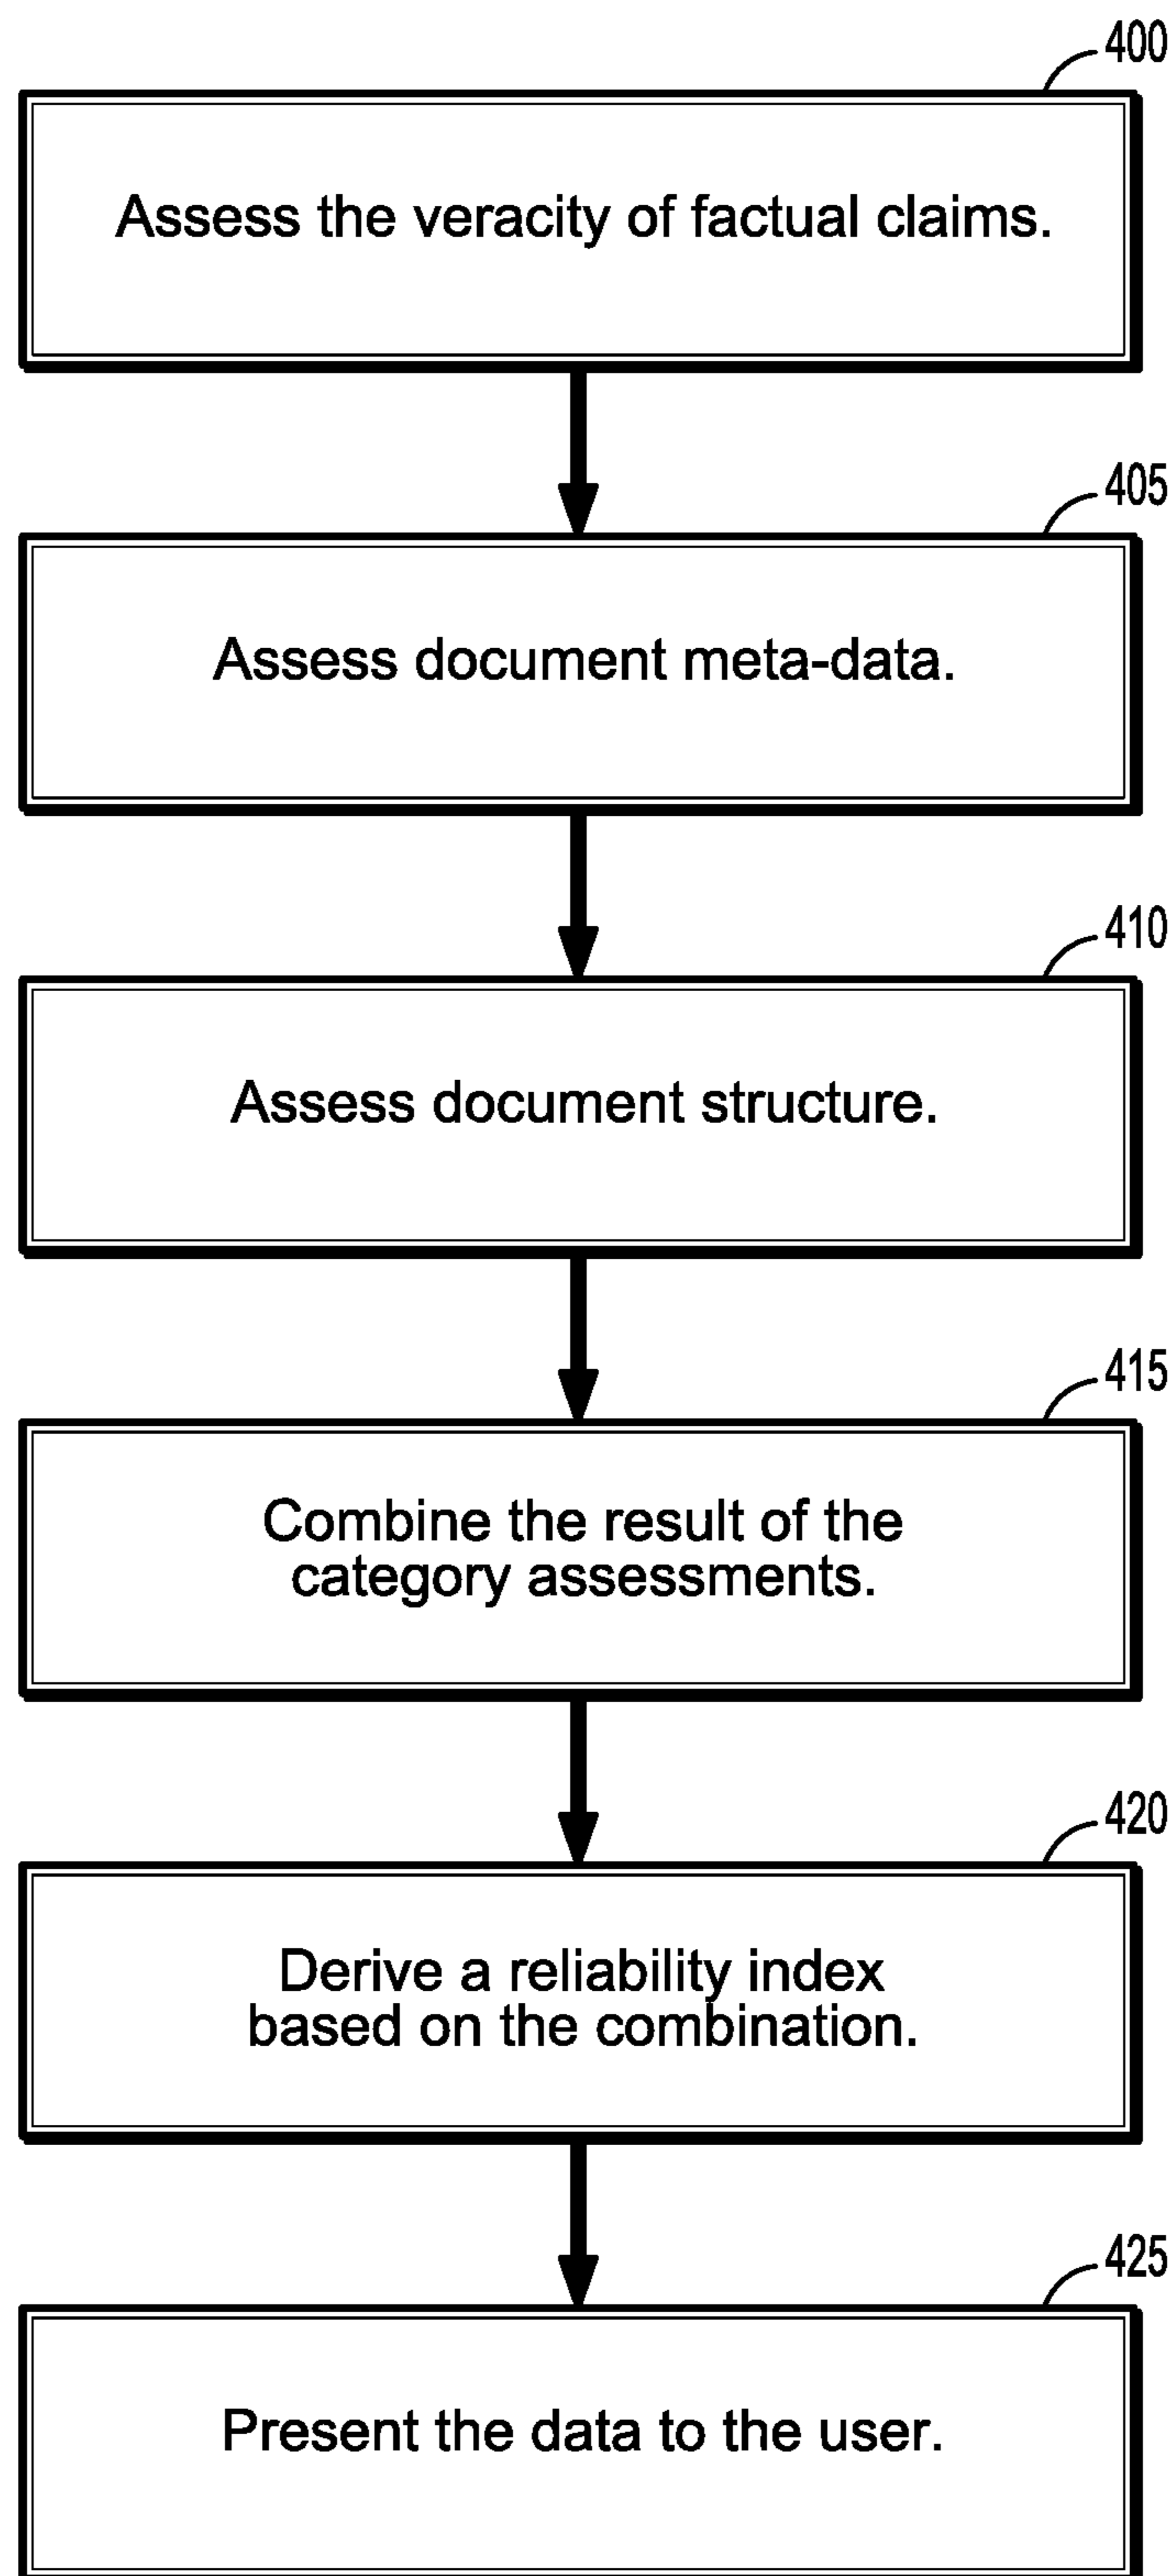 400
Assess the veracity of factual claims.
405
Assess document meta-data.
410
Assess document structure.
415
Combine the result of the
category assessments.
420
Derive a reliability index
based on the combination.
425
Present the data to the user.